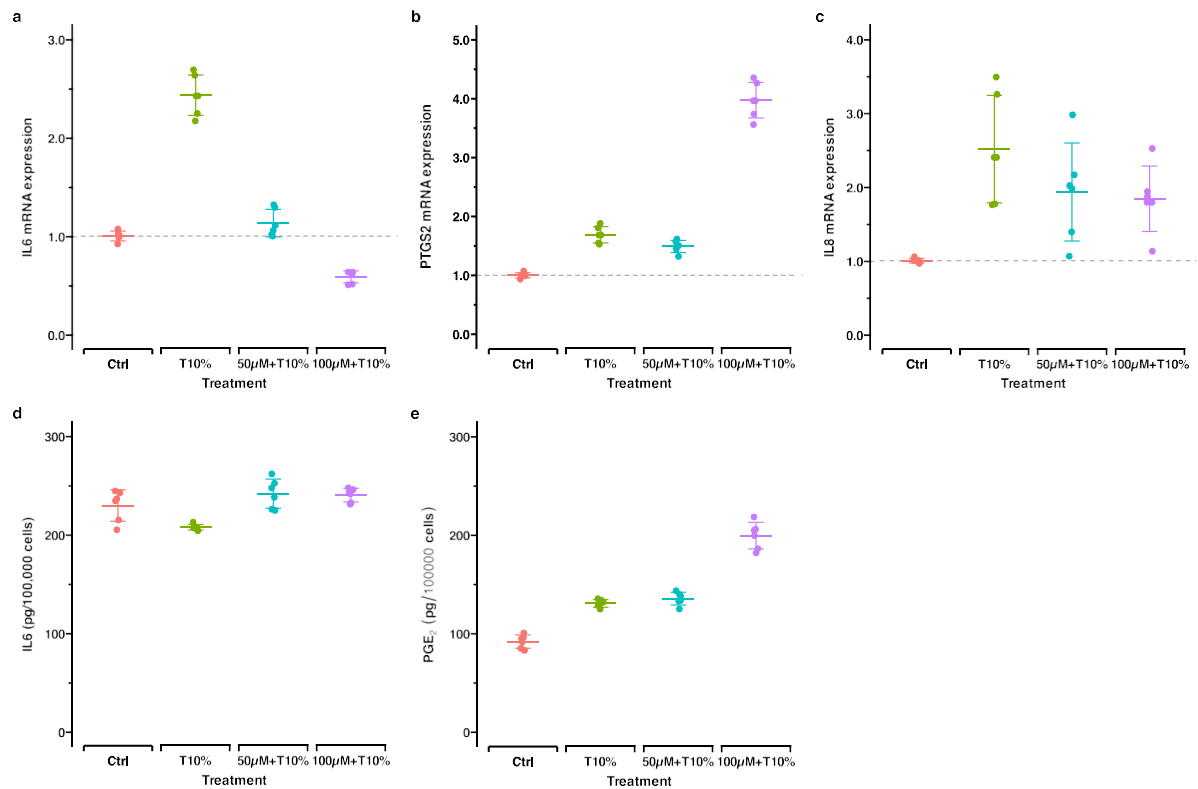 a
IL6 mRNA expression
3.0
2.0
1.0
0.0
Ctrl T10% 50µM+T10% 100µM+T10%
Treatment
b
PTGS2 mRNA expression
5.0
4.0
3.0
2.0
1.0
0.0
Ctrl T10% 50µM+T10% 100µM+T10%
Treatment
c
IL8 mRNA expression
4.0
3.0
2.0
1.0
0.0
Ctrl T10% 50µM+T10% 100µM+T10%
Treatment
d
IL6 (pg/100,000 cells)
300
200
100
0
Ctrl T10% 50µM+T10% 100µM+T10%
Treatment
e
PGE₂ (pg/100000 cells)
300
200
100
0
Ctrl T10% 50µM+T10% 100µM+T10%
Treatment